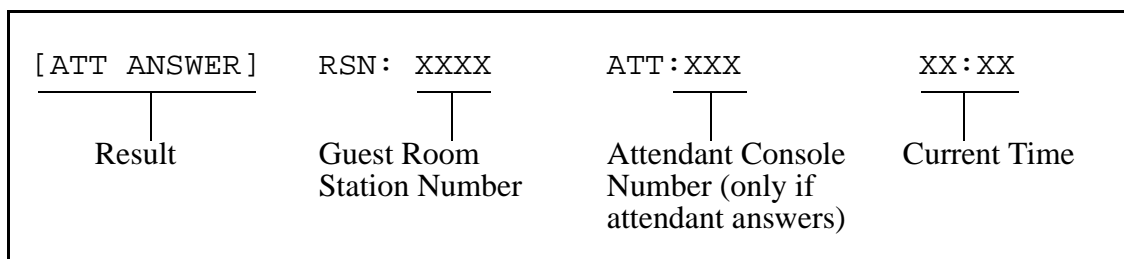 [ATT ANSWER] RSN: XXXX ATT:XXX XX:XX
Result Guest Room Attendant Console Current Time
Station Number Number (only if
attendant answers)